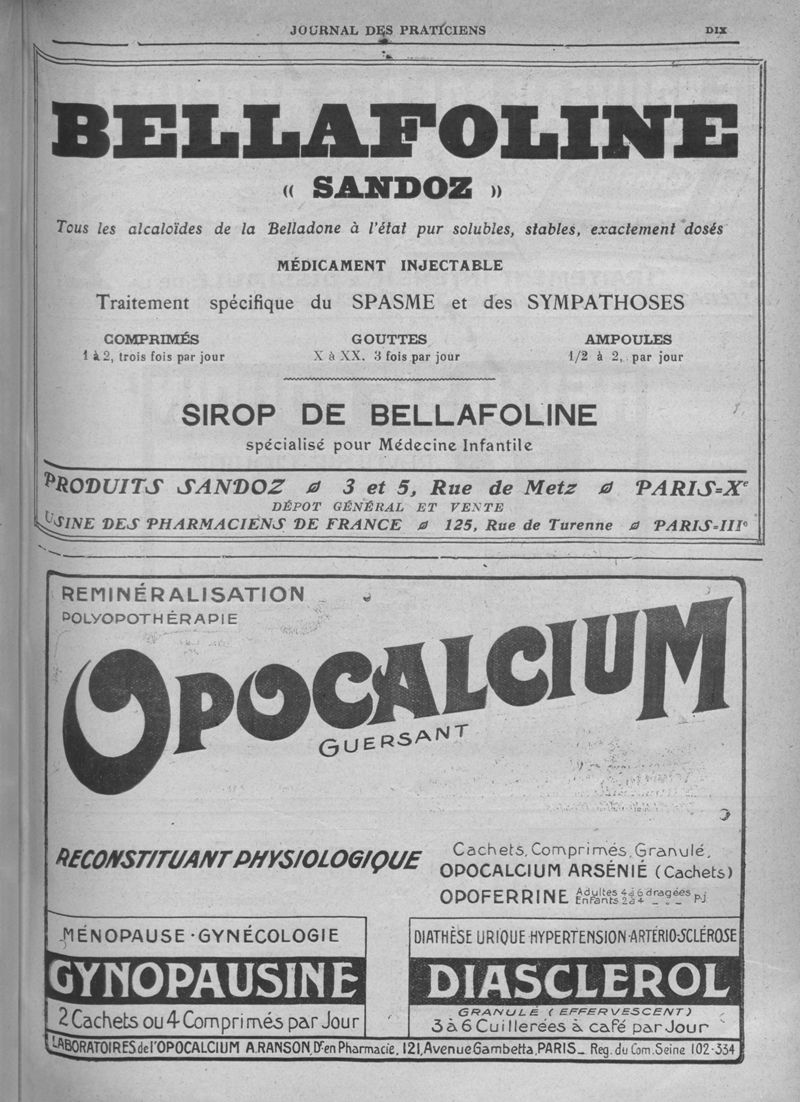 JOURNAL DES PRATICIENS
DIX
BELLAFOLINE
« SANDOZ »
Tous les alcaloïdes de la Belladone à l'état pur solubles, stables, exactement dosés
MÉDICAMENT INJECTABLE
Traitement spécifique du SPASME et des SYMPATHOSES
COMPRIMÉS
1 à 2, trois fois par jour
GOUTTES
X à XX. 3 fois par jour
AMPOULES
1/2 à 2, par jour
SIROP DE BELLAFOLINE
spécialisé pour Médecine Infantile
PRODUITS SANDOZ ø 3 et 5, Rue de Metz ø PARIS=Xe
DÉPOT GÉNÉRAL ET VENTE
USINE DES PHARMACIENS DE FRANCE ø 125, Rue de Turenne ø PARIS=IIIe
REMINÉRALISATION
POLYOPOTHÉRAPIE
OPOCALCIUM
GUERSANT
RECONSTITUANT PHYSIOLOGIQUE
Cachets, Comprimés, Granulé,
OPOCALCIUM ARSÉNIÉ (Cachets)
OPOFERRINE Adultes 4 à 6 dragées P.J.
Enfants 2 à 4 _ . _
MÉNOPAUSE · GYNÉCOLOGIE
GYNOPAUSINE
2 Cachets ou 4 Comprimés par Jour
DIATHÈSE URIQUE · HYPERTENSION · ARTÉRIO-SCLÉROSE
DIASCLEROL
GRANULÉ (EFFERVESCENT)
3 à 6 Cuillerées à café par Jour
LABORATOIRES de l'OPOCALCIUM A. RANSON, Dr en Pharmacie, 121, Avenue Gambetta, PARIS _ Reg. du Com. Seine 102-334